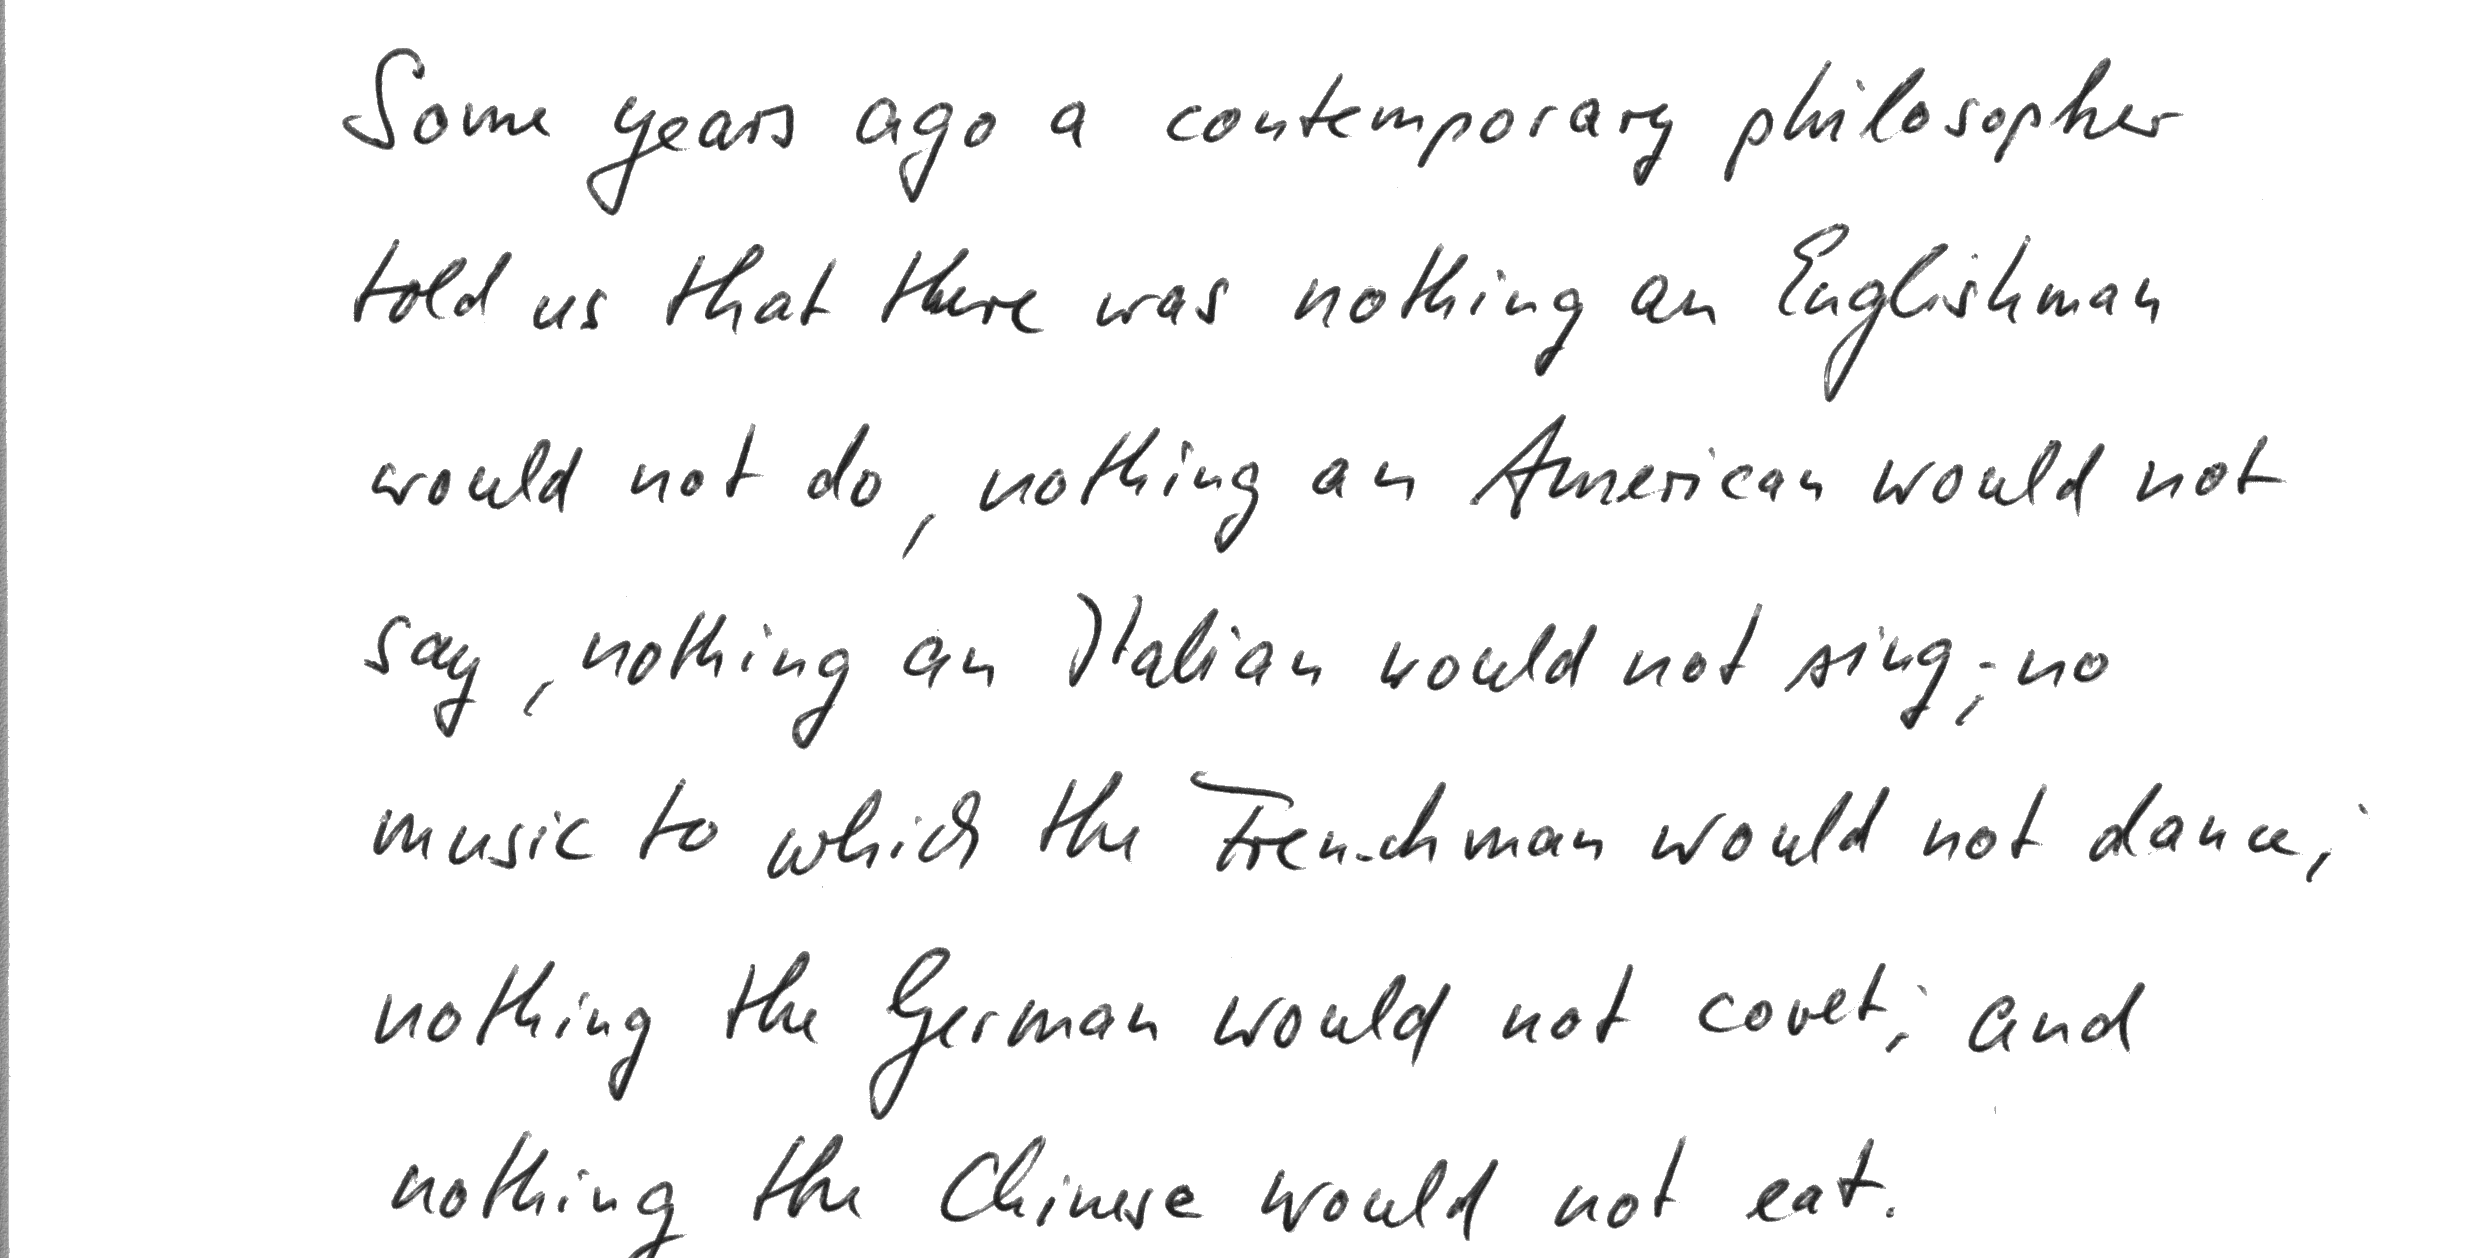 Some years ago a contemporary philosopher
told us that there was nothing an Englishman
would not do, nothing an American would not
say, nothing an Italian would not sing; no
music to which the Frenchman would not dance;
nothing the German would not covet; and
nothing the Chinese would not eat.